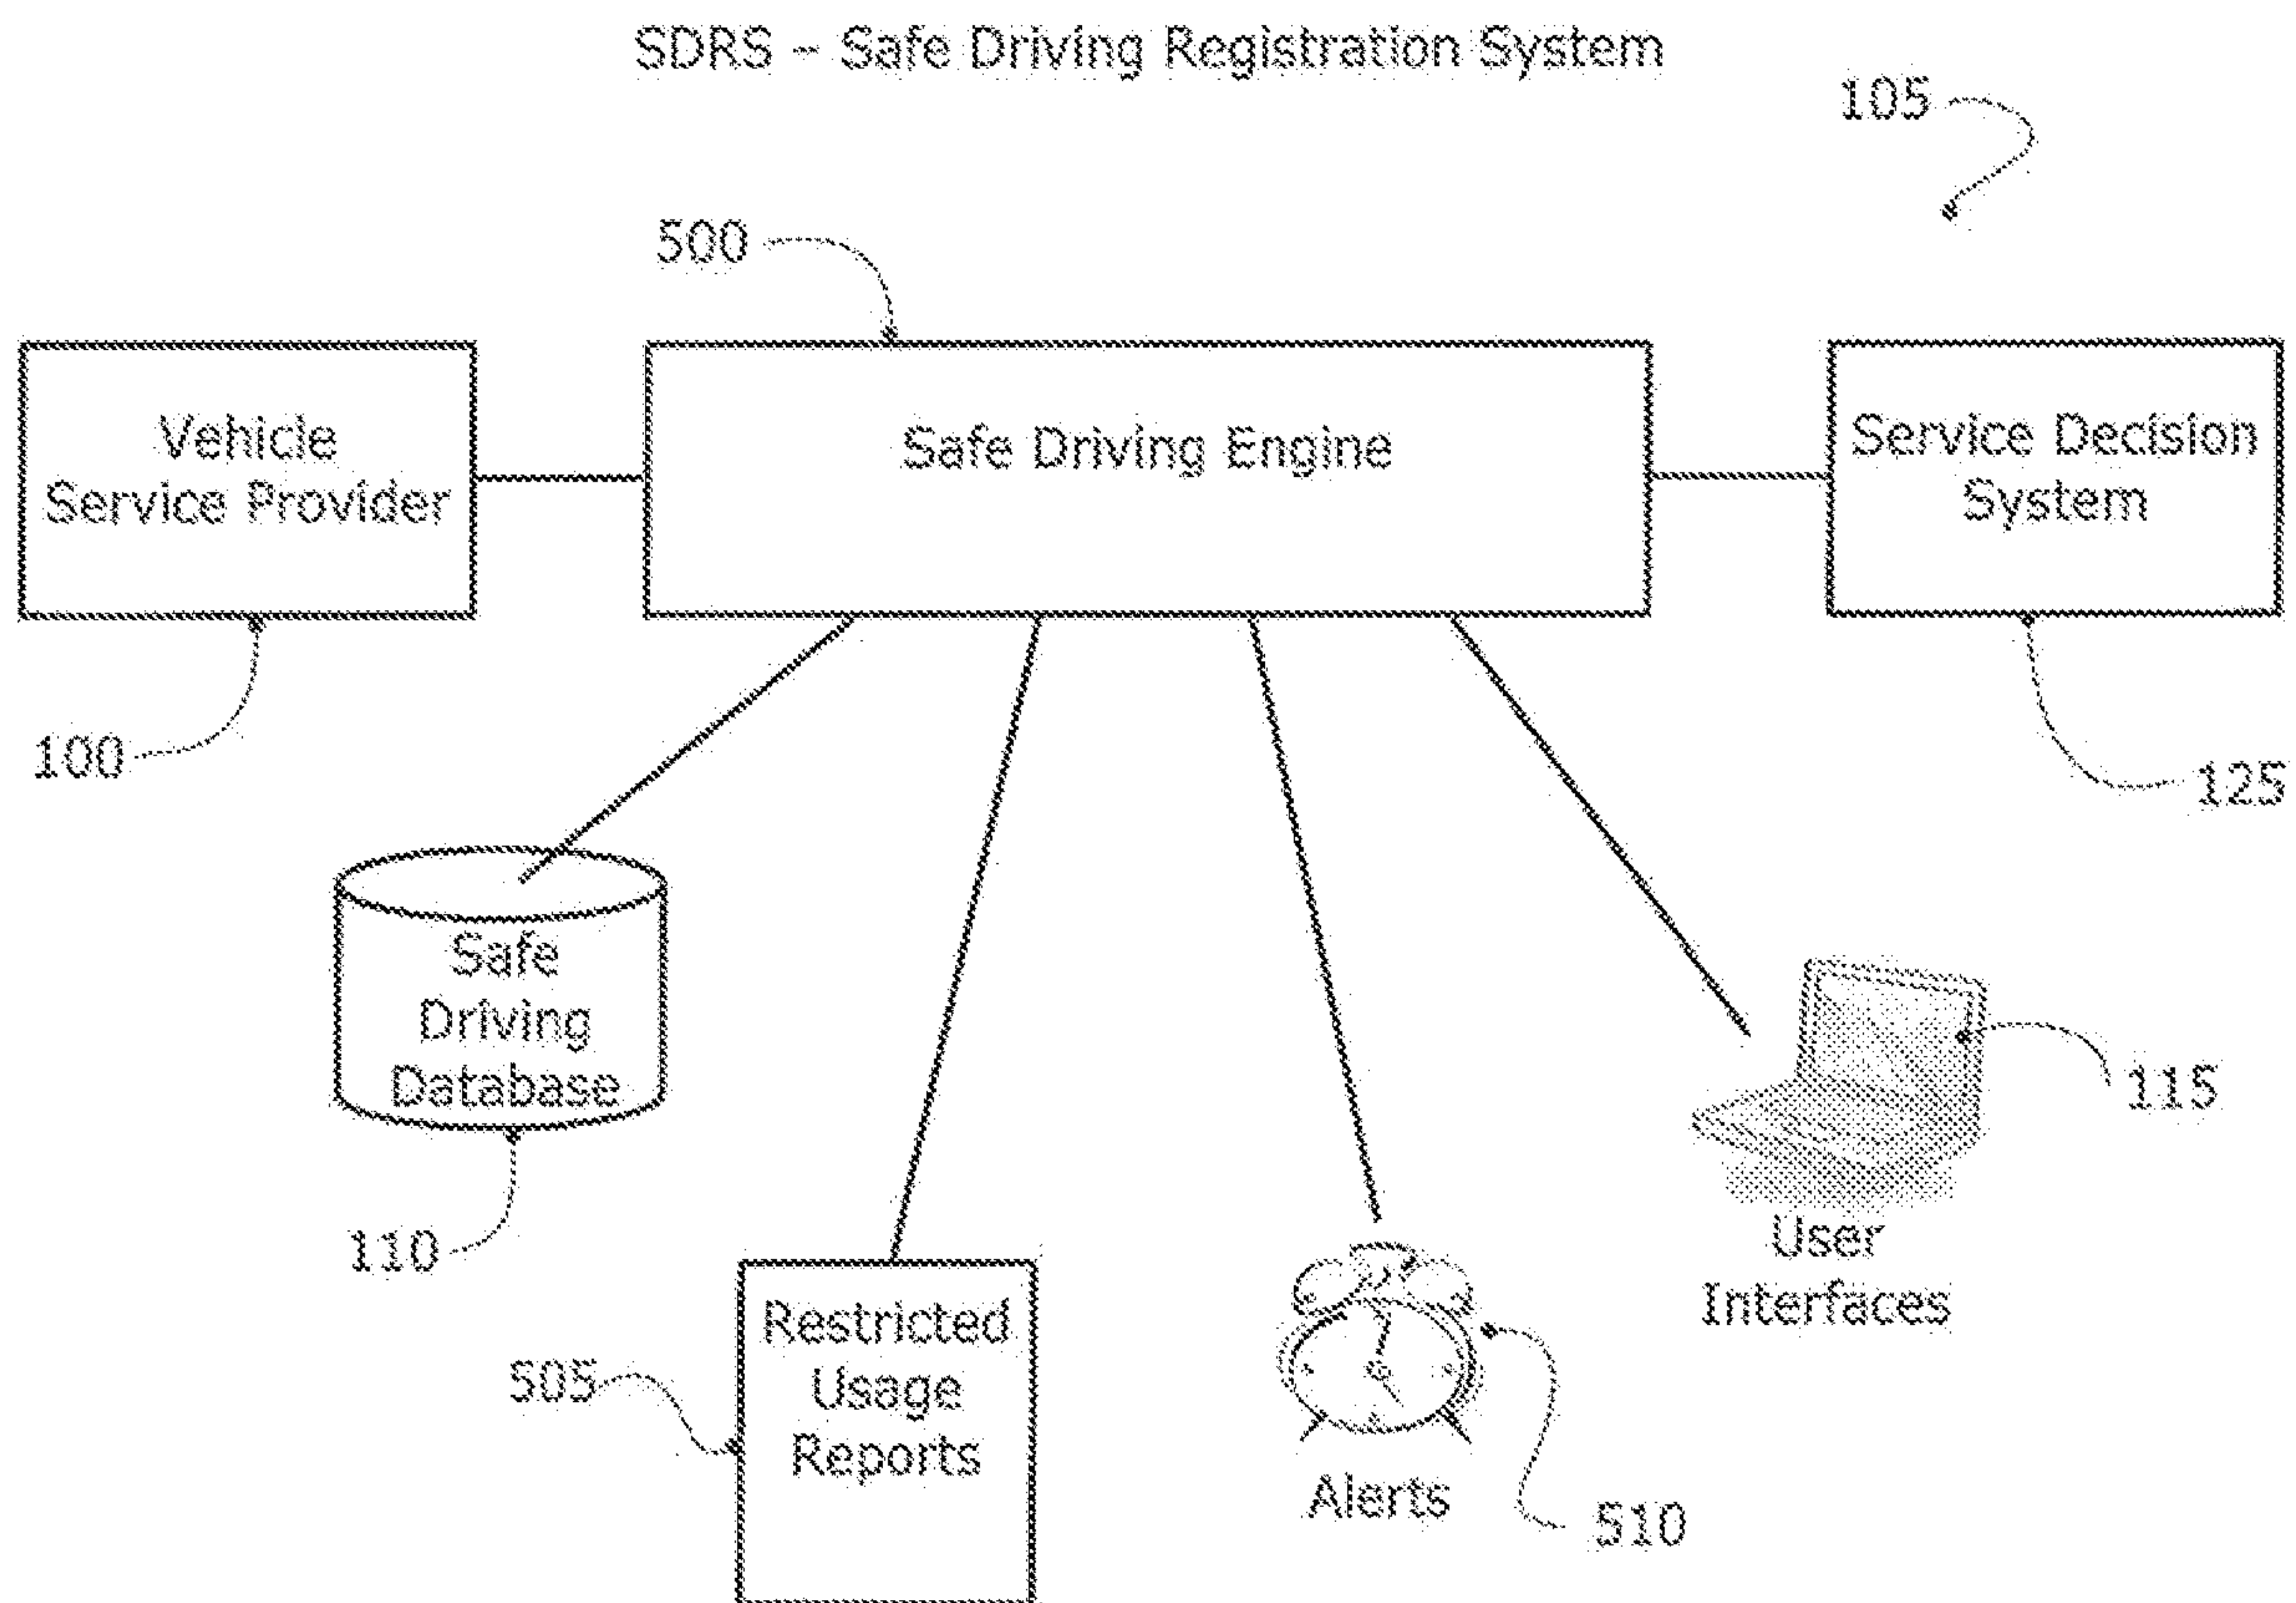 SDRS - Safe Driving Registration System
105
500
Vehicle
Service Provider
Safe Driving Engine
Service Decision
System
100
125
Safe
Driving
Database
115
110
User
Interfaces
Restricted
Usage
Reports
505
Alerts
510